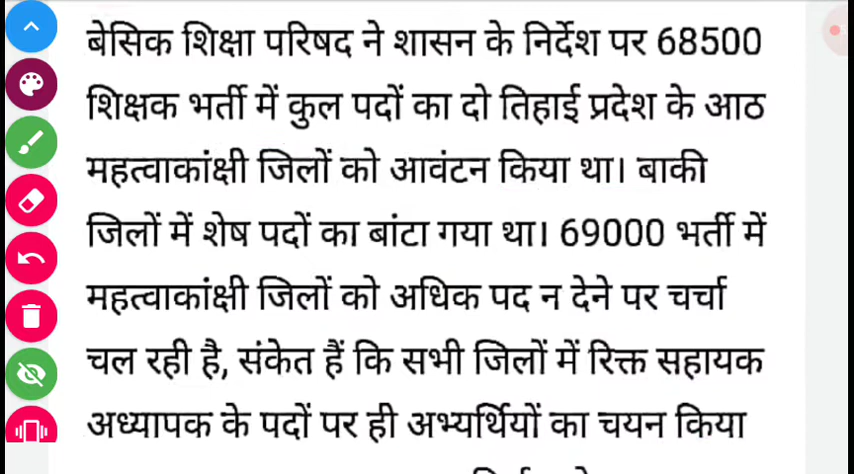 बेसिक शिक्षा परिषद ने शासन के निर्देश पर 68500
शिक्षक भर्ती में कुल पदों का दो तिहाई प्रदेश के आठ
महत्वाकांक्षी जिलों को आवंटन किया था। बाकी
जिलों में शेष पदों का बांटा गया था। 69000 भर्ती में
महत्वाकांक्षी जिलों को अधिक पद न देने पर चर्चा
चल रही है, संकेत हैं कि सभी जिलों में रिक्त सहायक
अध्यापक के पदों पर ही अभ्यर्थियों का चयन किया